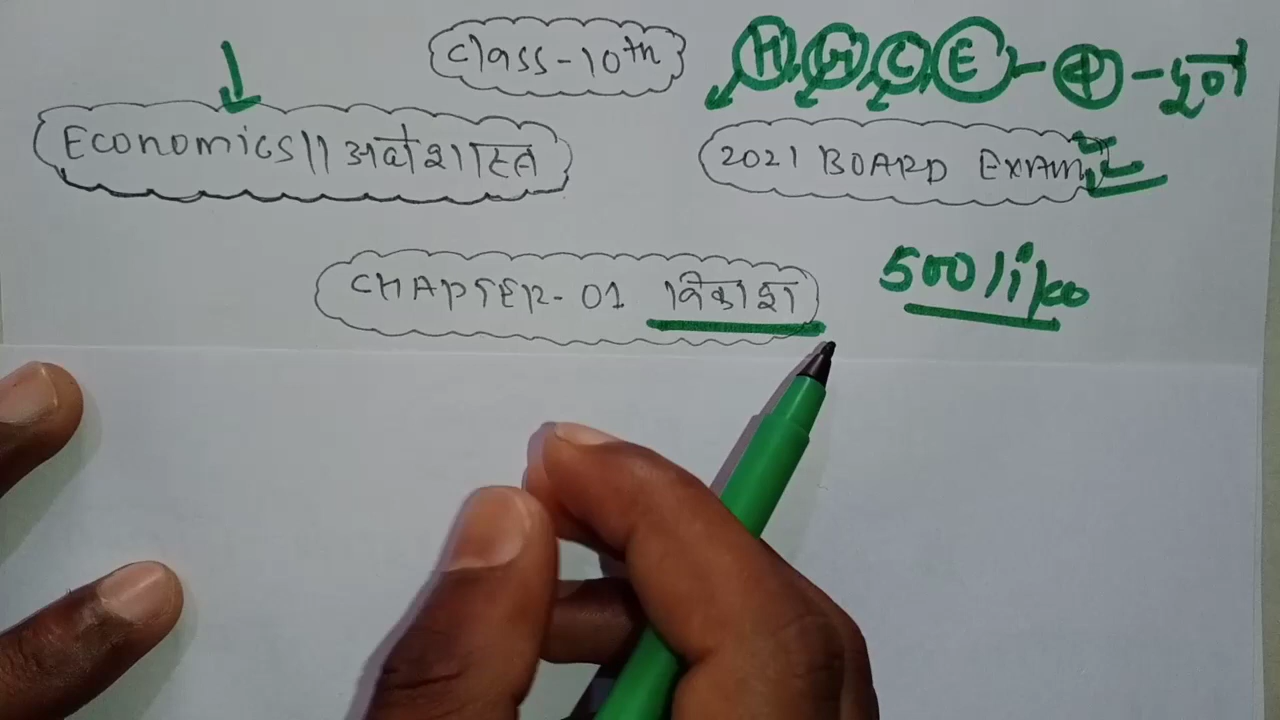 Class-10th
H G C E - φ - पूर्ण
Economics || अर्थशास्त्र
2021 BOARD EXAM
CHAPTER-01 विकाश
500 like